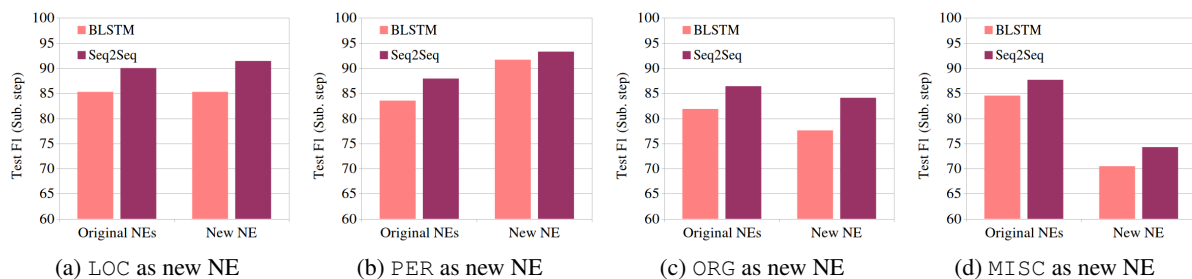 Test F1 (Sub. step)
100
95
90
85
80
75
70
65
60
BLSTM
Seq2Seq
Original NEs New NE
(a) LOC as new NE
Test F1 (Sub. step)
100
95
90
85
80
75
70
65
60
BLSTM
Seq2Seq
Original NEs New NE
(b) PER as new NE
Test F1 (Sub. step)
100
95
90
85
80
75
70
65
60
BLSTM
Seq2Seq
Original NEs New NE
(c) ORG as new NE
Test F1 (Sub. step)
100
95
90
85
80
75
70
65
60
BLSTM
Seq2Seq
Original NEs New NE
(d) MISC as new NE